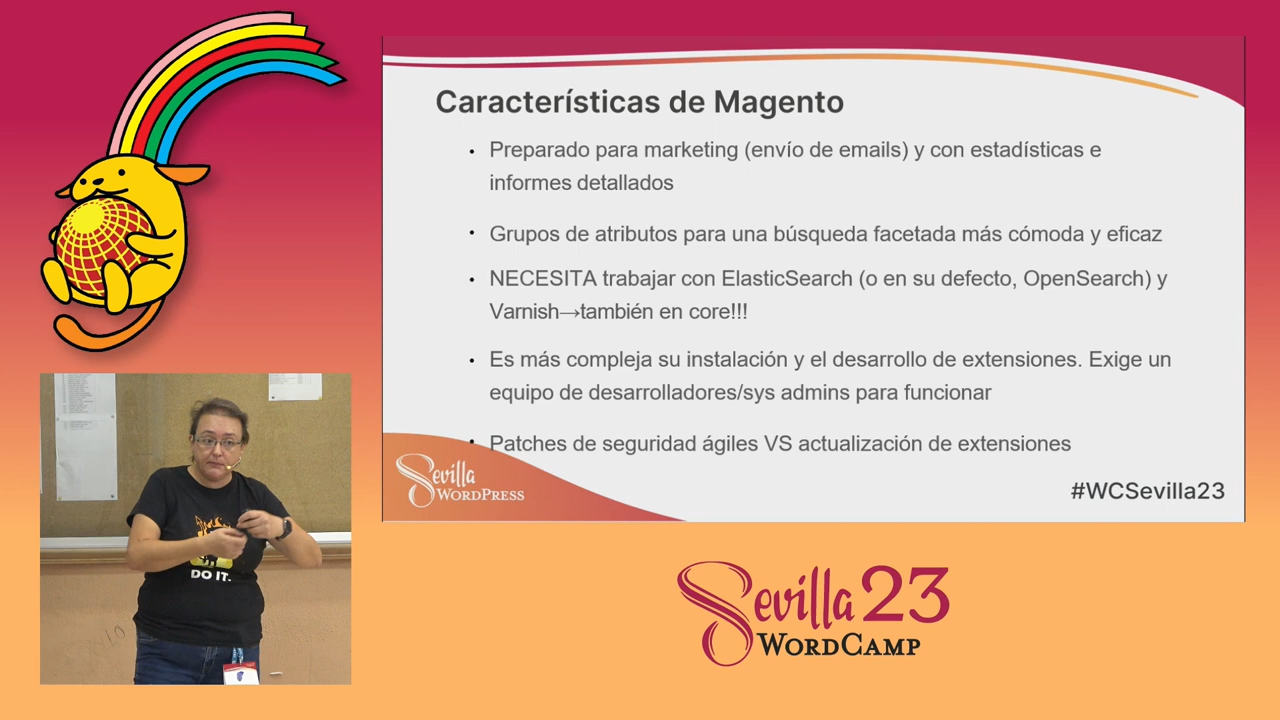 Características de Magento
• Preparado para marketing (envío de emails) y con estadísticas e
informes detallados
• Grupos de atributos para una búsqueda facetada más cómoda y eficaz
• NECESITA trabajar con ElasticSearch (o en su defecto, OpenSearch) y
Varnish→también en core!!!
• Es más compleja su instalación y el desarrollo de extensiones. Exige un
equipo de desarrolladores/sys admins para funcionar
• Patches de seguridad ágiles VS actualización de extensiones
Sevilla
WORDPRESS
#WCSevilla23
DO IT.
Sevilla 23
WORDCAMP